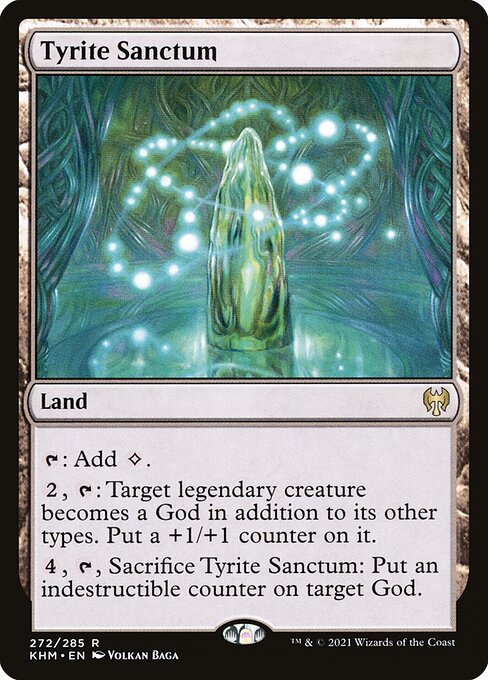 Tyrite Sanctum
Land
: Add .
2, : Target legendary creature
becomes a God in addition to its other
types. Put a +1/+1 counter on it.
4, , Sacrifice Tyrite Sanctum: Put an
indestructible counter on target God.
272/285 R
KHM • EN Volkan Baga
™ & © 2021 Wizards of the Coast